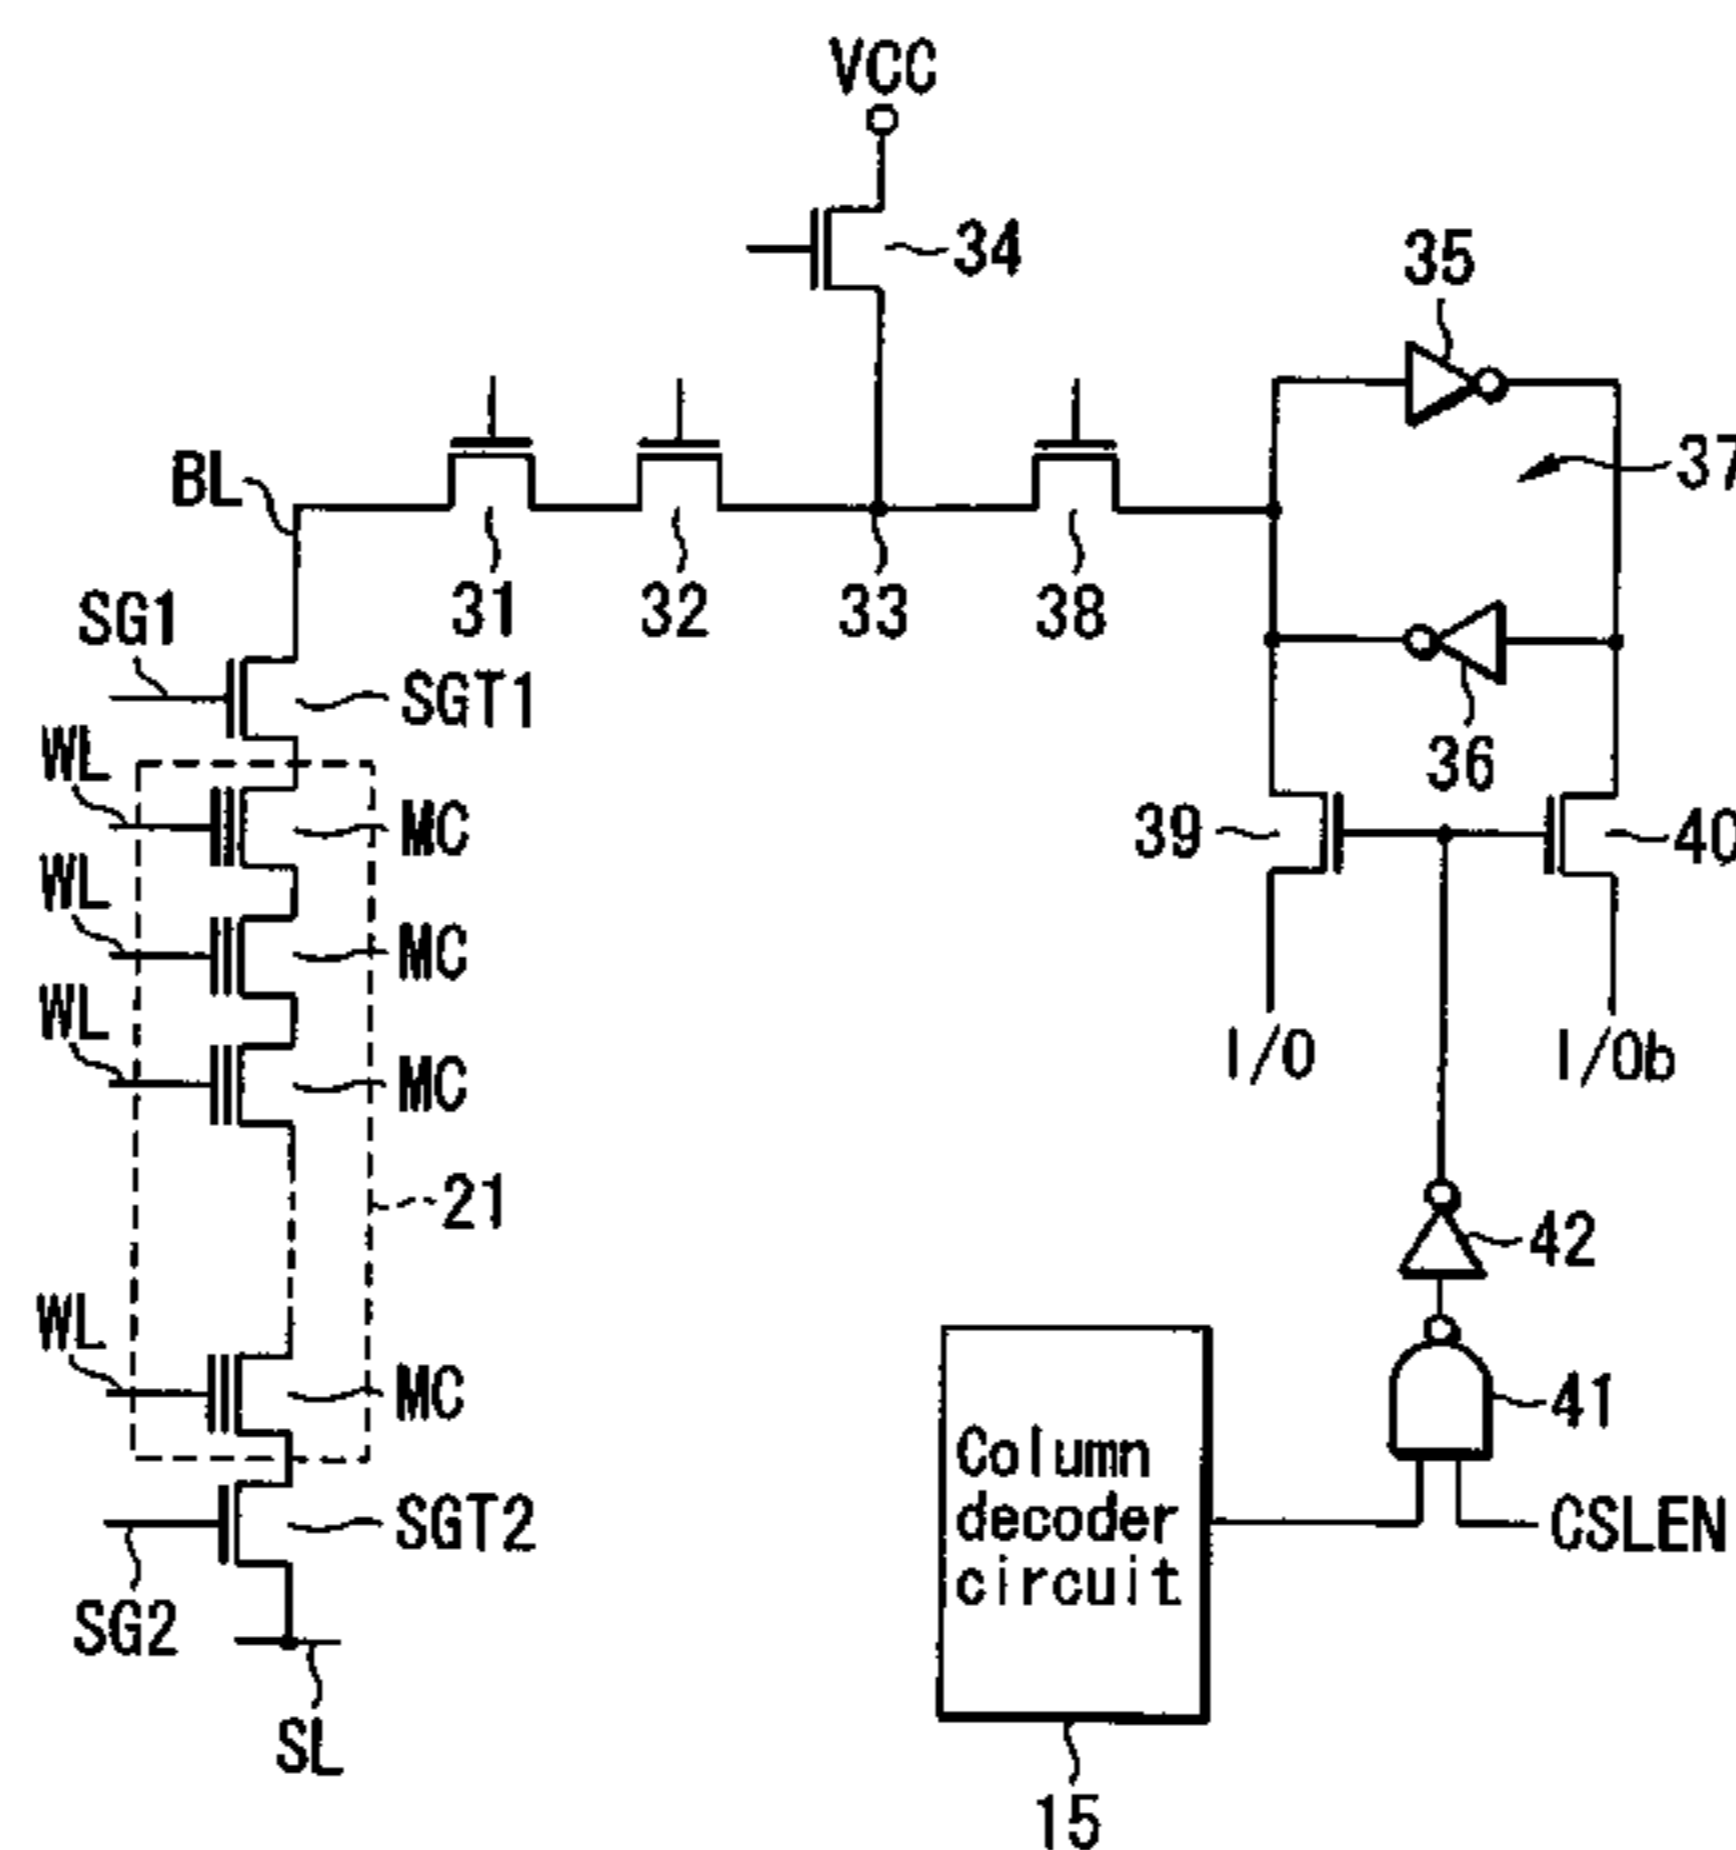 VCC
34
35
37
BL
31
32
33
38
SG1
SGT1
36
WL
MC
39
40
WL
MC
WL
MC
I/O
I/Ob
21
42
WL
MC
41
Column
decoder
circuit
SGT2
CSLEN
SG2
SL
15